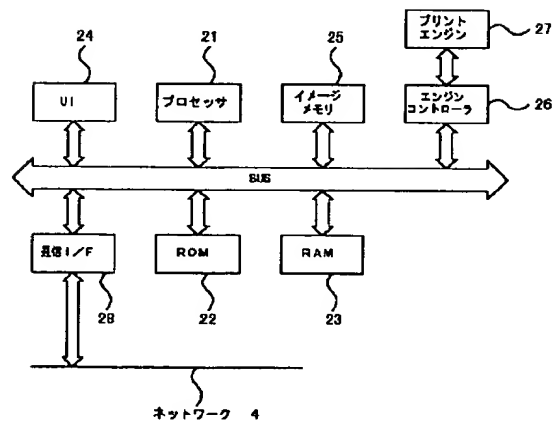 プリント
エンジン
27
24
21
25
UI
プロセッサ
イメージ
メモリ
エンジン
コントローラ
26
BUS
通信I/F
ROM
RAM
28
22
23
ネットワーク 4